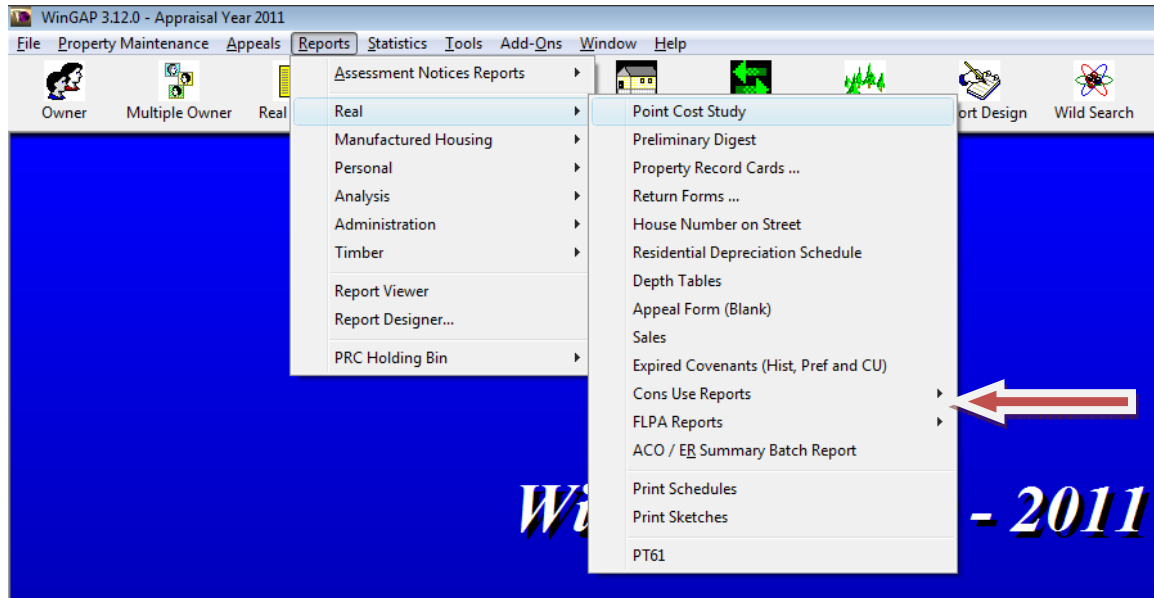 WinGAP 3.12.0 - Appraisal Year 2011
File Property Maintenance Appeals Reports Statistics Tools Add-Ons Window Help
Owner Multiple Owner Real ort Design Wild Search
Assessment Notices Reports
Real
Manufactured Housing
Personal
Analysis
Administration
Timber
Report Viewer
Report Designer...
PRC Holding Bin
Point Cost Study
Preliminary Digest
Property Record Cards ...
Return Forms ...
House Number on Street
Residential Depreciation Schedule
Depth Tables
Appeal Form (Blank)
Sales
Expired Covenants (Hist, Pref and CU)
Cons Use Reports
FLPA Reports
ACO / ER Summary Batch Report
Print Schedules
Print Sketches
PT61
Wi - 2011